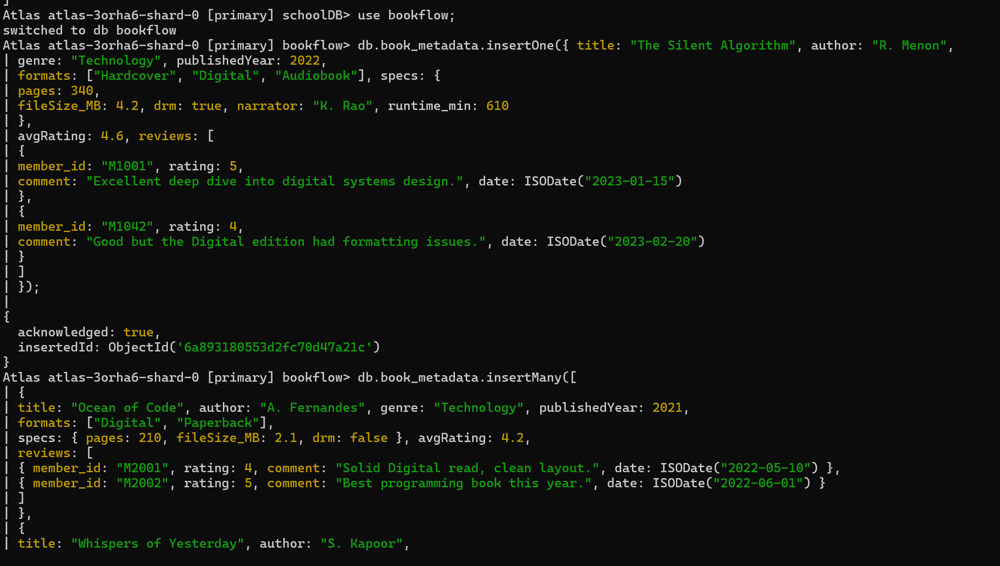 ]
Atlas atlas-3orha6-shard-0 [primary] schoolDB> use bookflow;
switched to db bookflow
Atlas atlas-3orha6-shard-0 [primary] bookflow> db.book_metadata.insertOne({ title: "The Silent Algorithm", author: "R. Menon",
| genre: "Technology", publishedYear: 2022,
| formats: ["Hardcover", "Digital", "Audiobook"], specs: {
| pages: 340,
| fileSize_MB: 4.2, drm: true, narrator: "K. Rao", runtime_min: 610
| },
| avgRating: 4.6, reviews: [
| {
| member_id: "M1001", rating: 5,
| comment: "Excellent deep dive into digital systems design.", date: ISODate("2023-01-15")
| },
| {
| member_id: "M1042", rating: 4,
| comment: "Good but the Digital edition had formatting issues.", date: ISODate("2023-02-20")
| }
| ]
| });
|
{
  acknowledged: true,
  insertedId: ObjectId('6a893180553d2fc70d47a21c')
}
Atlas atlas-3orha6-shard-0 [primary] bookflow> db.book_metadata.insertMany([
| {
| title: "Ocean of Code", author: "A. Fernandes", genre: "Technology", publishedYear: 2021,
| formats: ["Digital", "Paperback"],
| specs: { pages: 210, fileSize_MB: 2.1, drm: false }, avgRating: 4.2,
| reviews: [
| { member_id: "M2001", rating: 4, comment: "Solid Digital read, clean layout.", date: ISODate("2022-05-10") },
| { member_id: "M2002", rating: 5, comment: "Best programming book this year.", date: ISODate("2022-06-01") }
| ]
| },
| {
| title: "Whispers of Yesterday", author: "S. Kapoor",